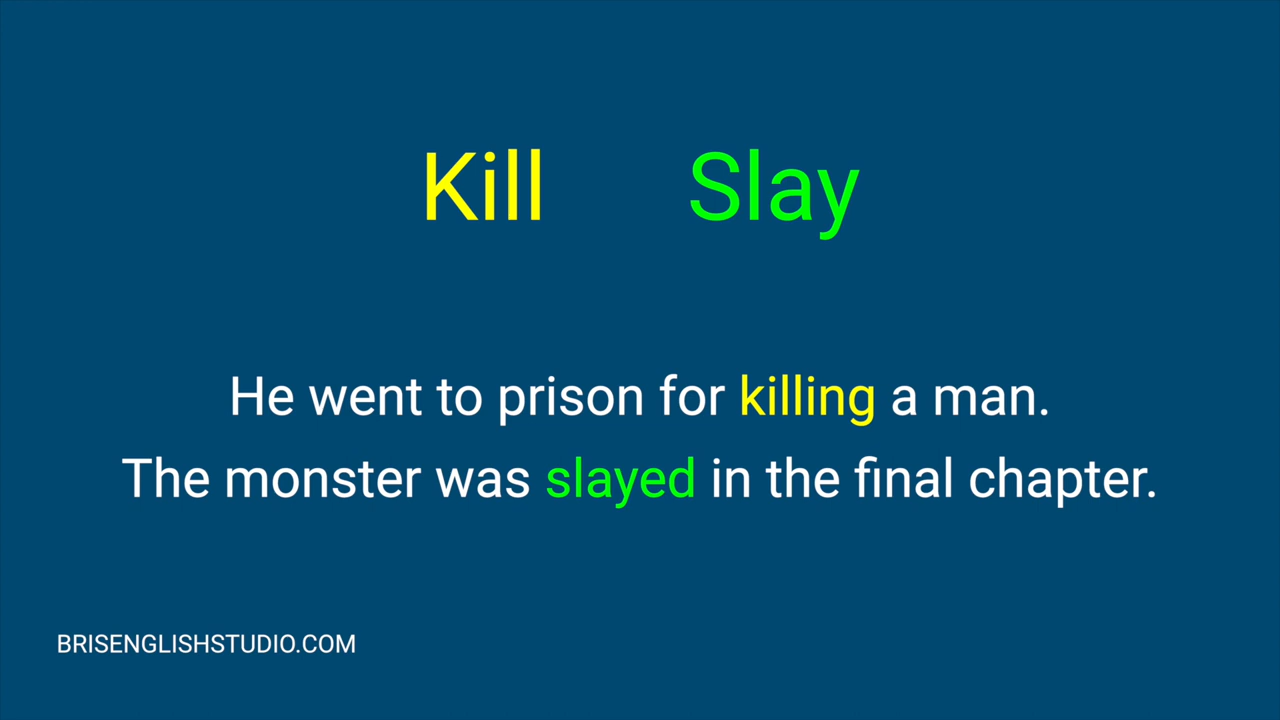 Kill Slay
He went to prison for killing a man.
The monster was slayed in the final chapter.
BRISENGLISHSTUDIO.COM